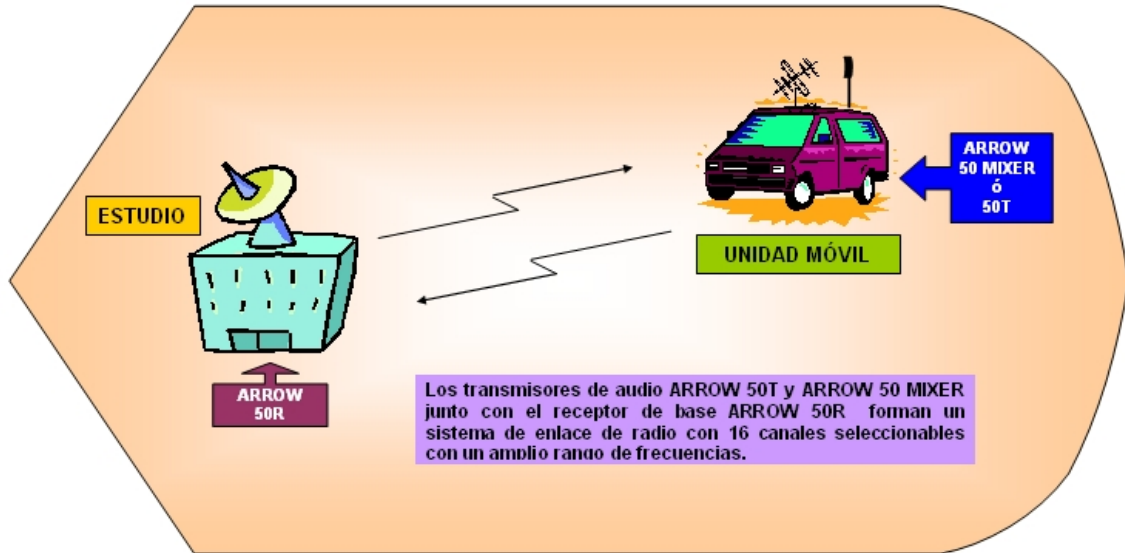 ESTUDIO
ARROW
50R
ARROW
50 MIXER
ó
50T
UNIDAD MÓVIL
Los transmisores de audio ARROW 50T y ARROW 50 MIXER
junto con el receptor de base ARROW 50R forman un
sistema de enlace de radio con 16 canales seleccionables
con un amplio rango de frecuencias.